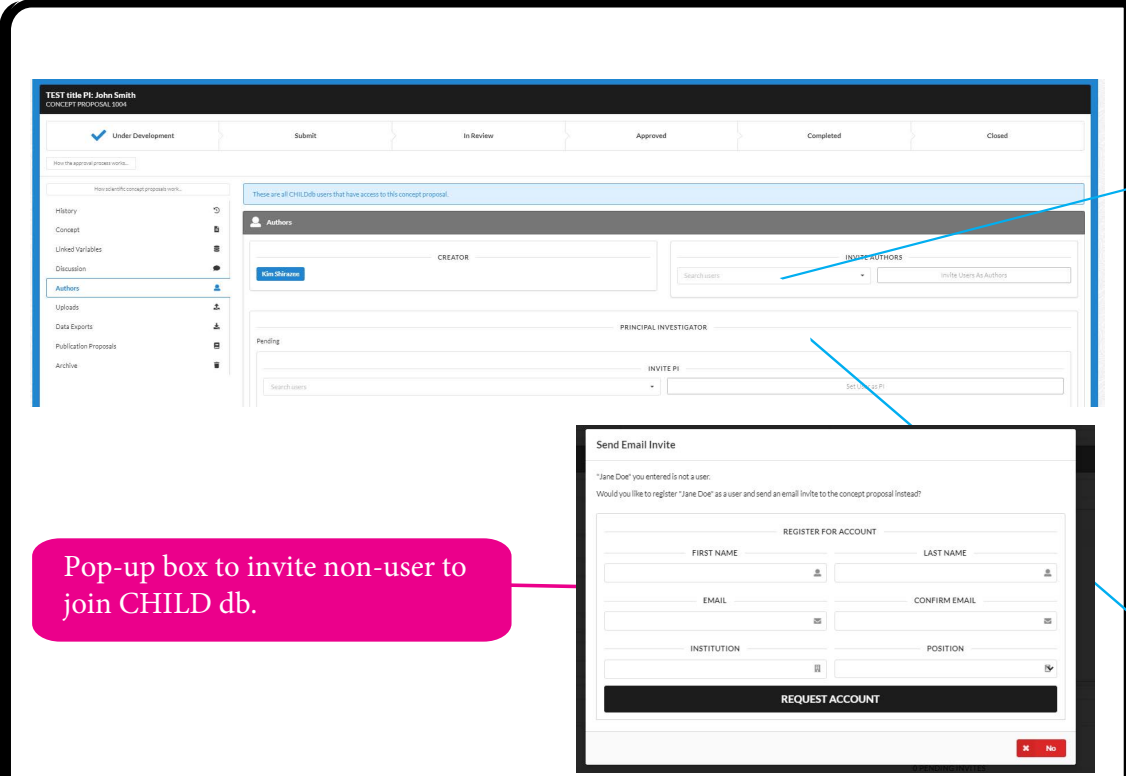 TEST title PI: John Smith
CONCEPT PROPOSAL 1004
Under Development
Submit
In Review
Approved
Completed
Closed
How the approval process works...
How scientific concept proposals work...
History
Concept
Linked Variables
Discussion
Authors
Uploads
Data Exports
Publication Proposals
Archive
These are all CHILDdb users that have access to this concept proposal.
Authors
CREATOR
Kim Shirazee
INVITE AUTHORS
Search users
Invite Users As Authors
PRINCIPAL INVESTIGATOR
Pending
INVITE PI
Search users
Set User as PI
Pop-up box to invite non-user to
join CHILD db.
Send Email Invite
"Jane Doe" you entered is not a user.
Would you like to register "Jane Doe" as a user and send an email invite to the concept proposal instead?
REGISTER FOR ACCOUNT
FIRST NAME
LAST NAME
EMAIL
CONFIRM EMAIL
INSTITUTION
POSITION
REQUEST ACCOUNT
No
PENDING INVITES